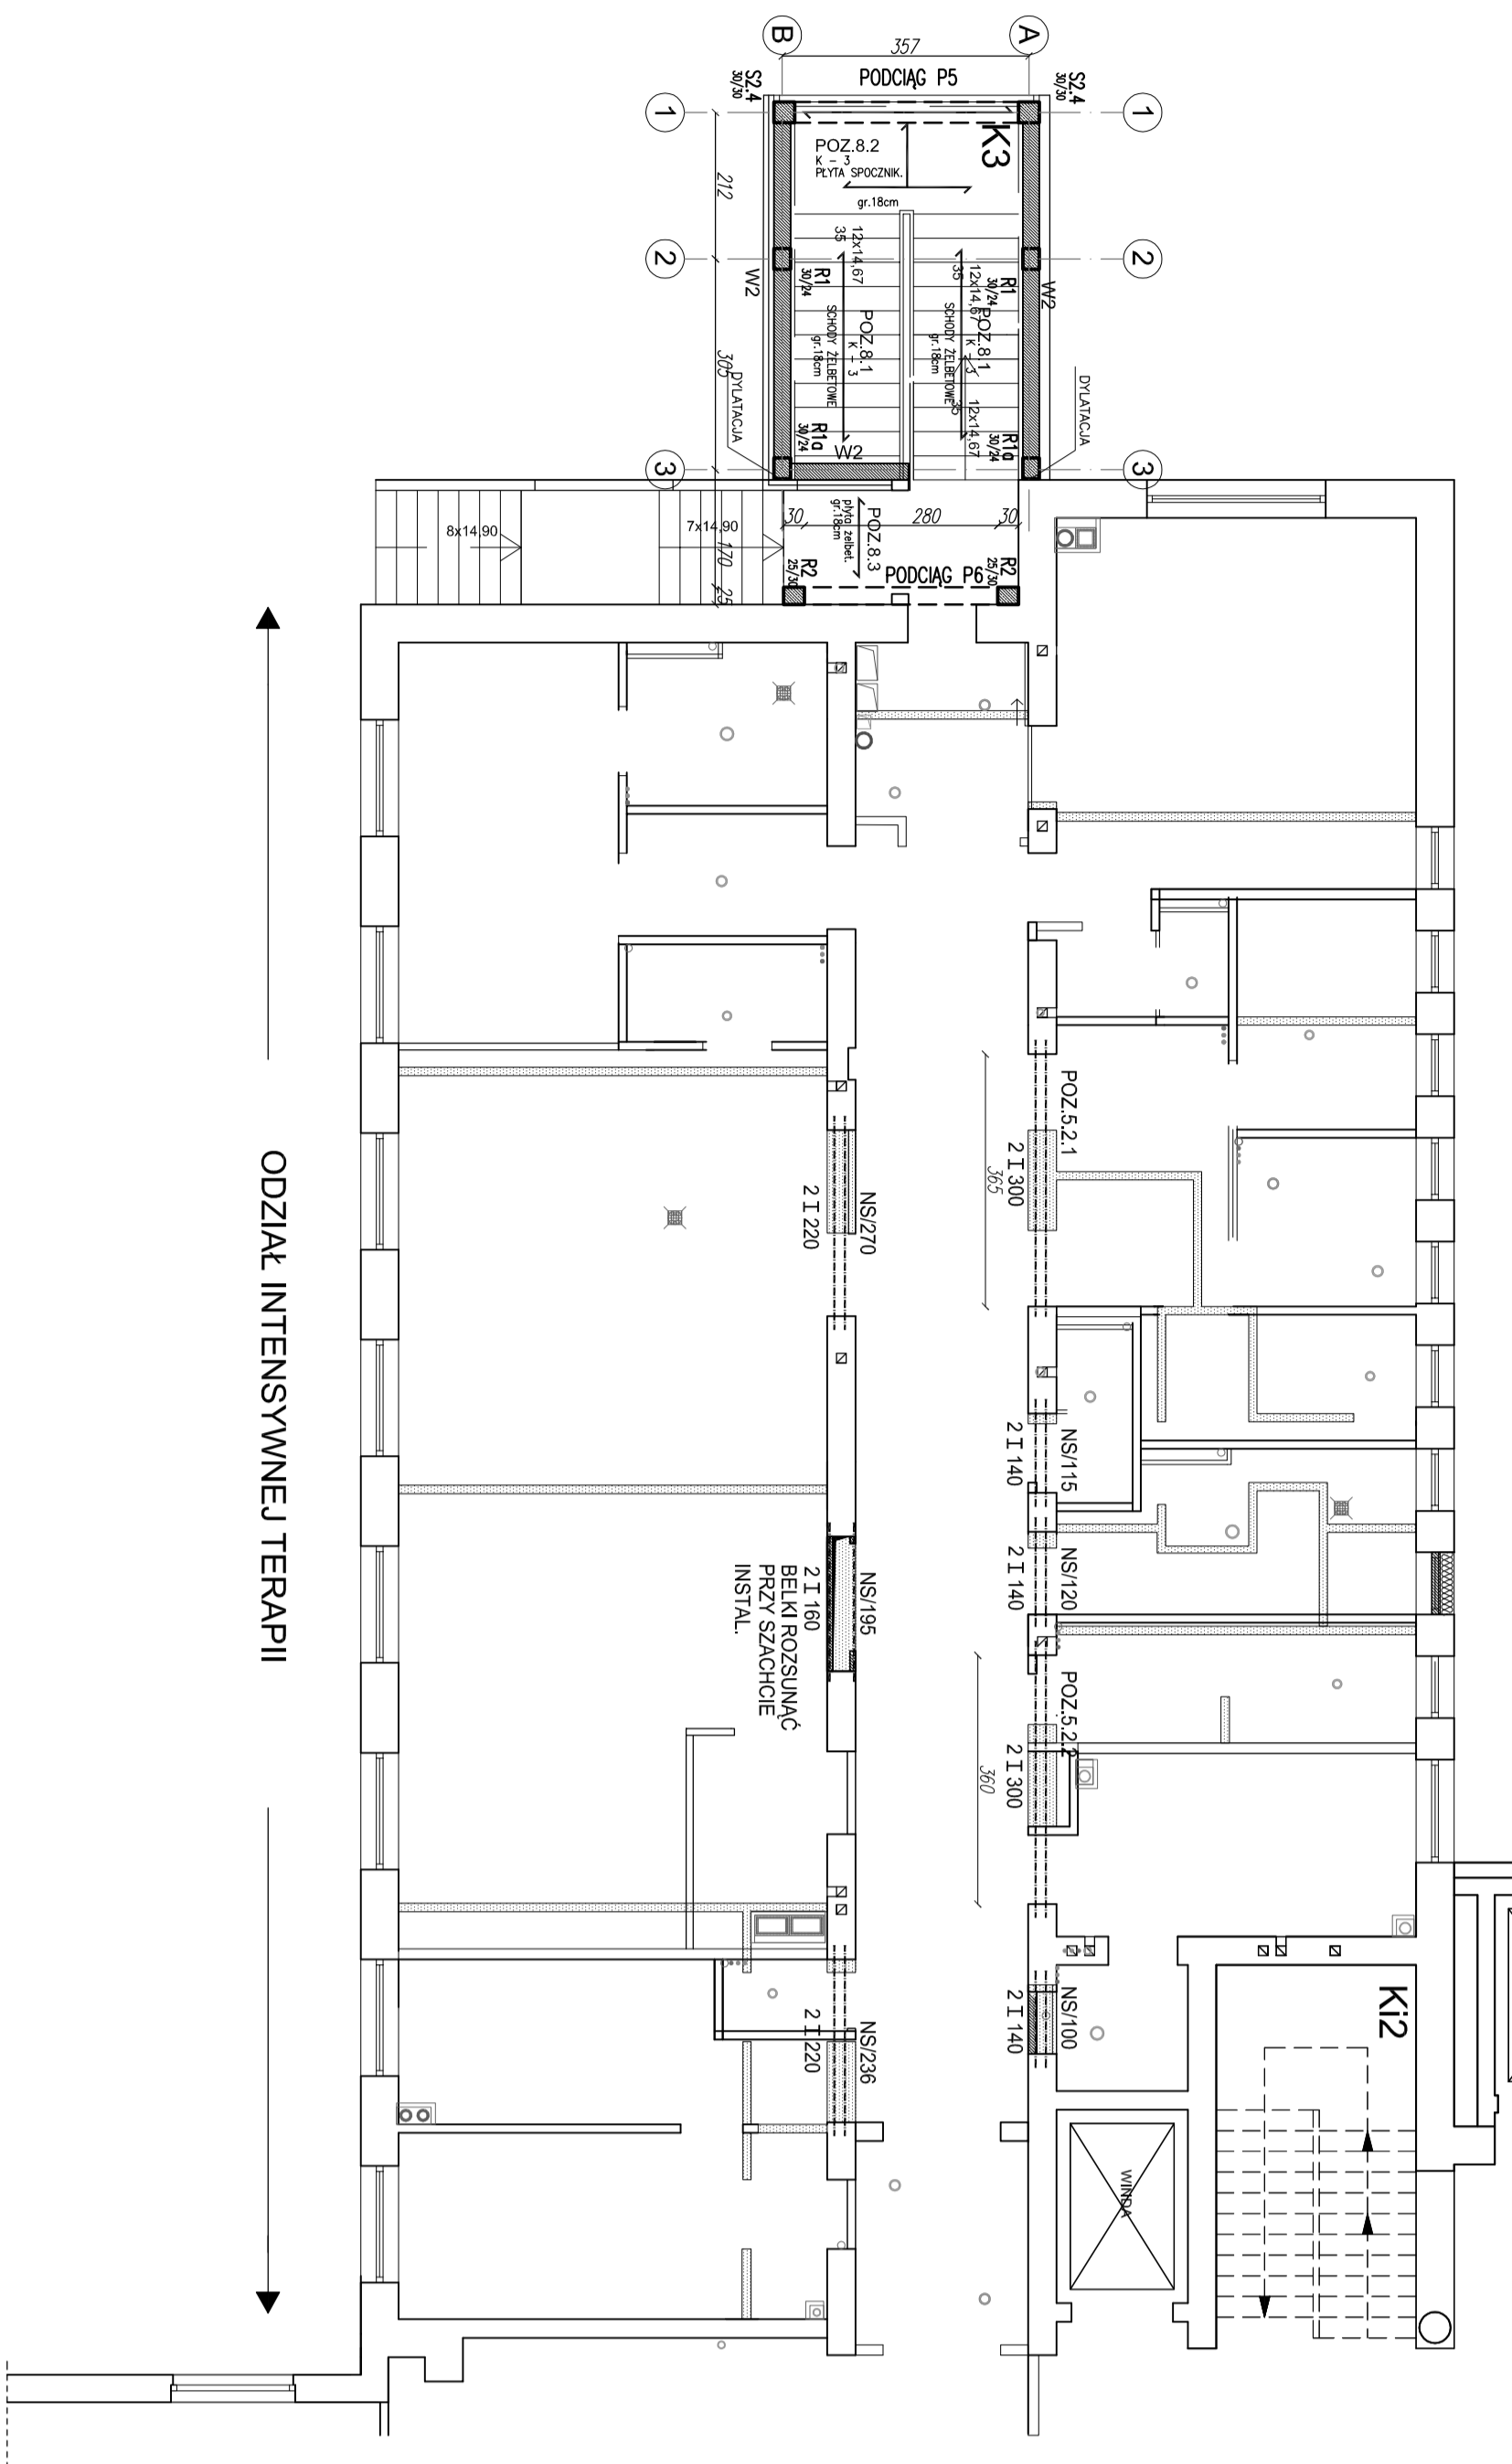 B
A
357
PODCIĄG P5
S2.4
30/30
S2.4
30/30
1
1
K3
POZ.8.2
K – 3
PŁYTA SPOCZNIK.
gr.18cm
212
2
2
W2
W2
12x14,67
35
R1
30/24
POZ.8.1
K – 3
SCHODY ŻELBETOWE
gr.18cm
12x14,67
35
R1
30/24
POZ.8.1
K – 3
SCHODY ŻELBETOWE
gr.18cm
35
12x14,67
305
DYLATACJA
DYLATACJA
R1a
30/24
R1a
30/24
W2
3
3
8x14,90
7x14,90
170
25
30
280
30
POZ.8.3
płyta żelbet.
gr.18cm
R2
25/30
PODCIĄG P6
R2
25/30
POZ.5.2.1
2 I 300
365
NS/270
2 I 220
NS/115
2 I 140
NS/120
2 I 140
NS/195
2 I 160
BELKI ROZSUNĄĆ
PRZY SZACHCIE
INSTAL.
POZ.5.2.2
2 I 300
360
NS/100
2 I 140
NS/236
2 I 220
Ki2
WINDA
ODZIAŁ INTENSYWNEJ TERAPII